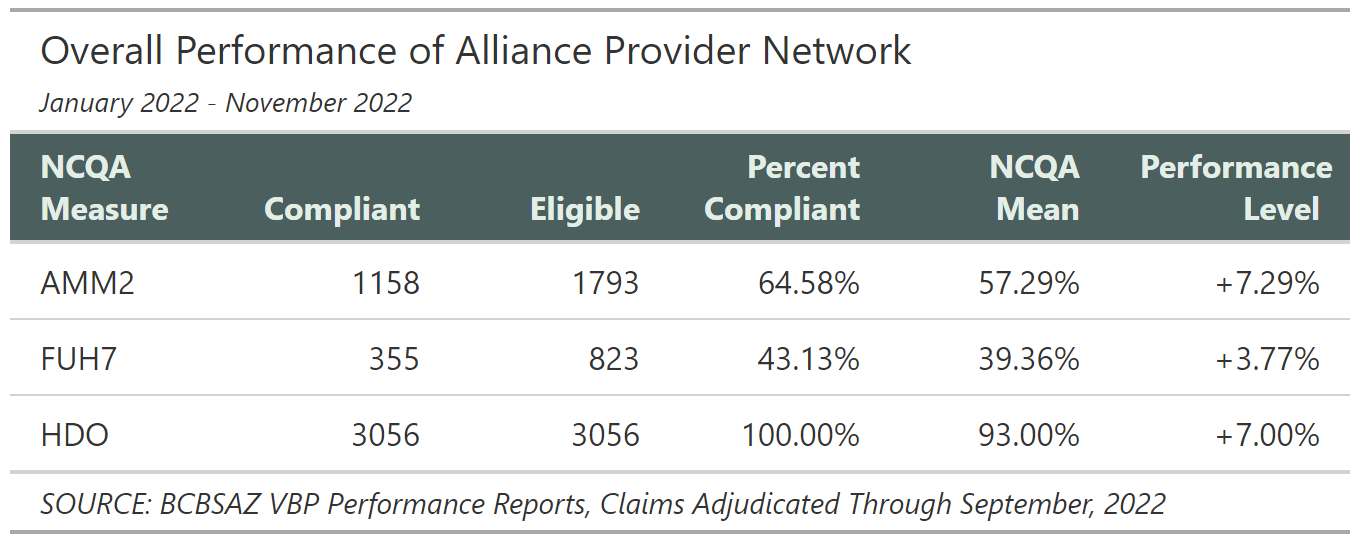 Overall Performance of Alliance Provider Network
January 2022 - November 2022
NCQA Measure Compliant Eligible Percent Compliant NCQA Mean Performance Level
AMM2 1158 1793 64.58% 57.29% +7.29%
FUH7 355 823 43.13% 39.36% +3.77%
HDO 3056 3056 100.00% 93.00% +7.00%
SOURCE: BCBSAZ VBP Performance Reports, Claims Adjudicated Through September, 2022